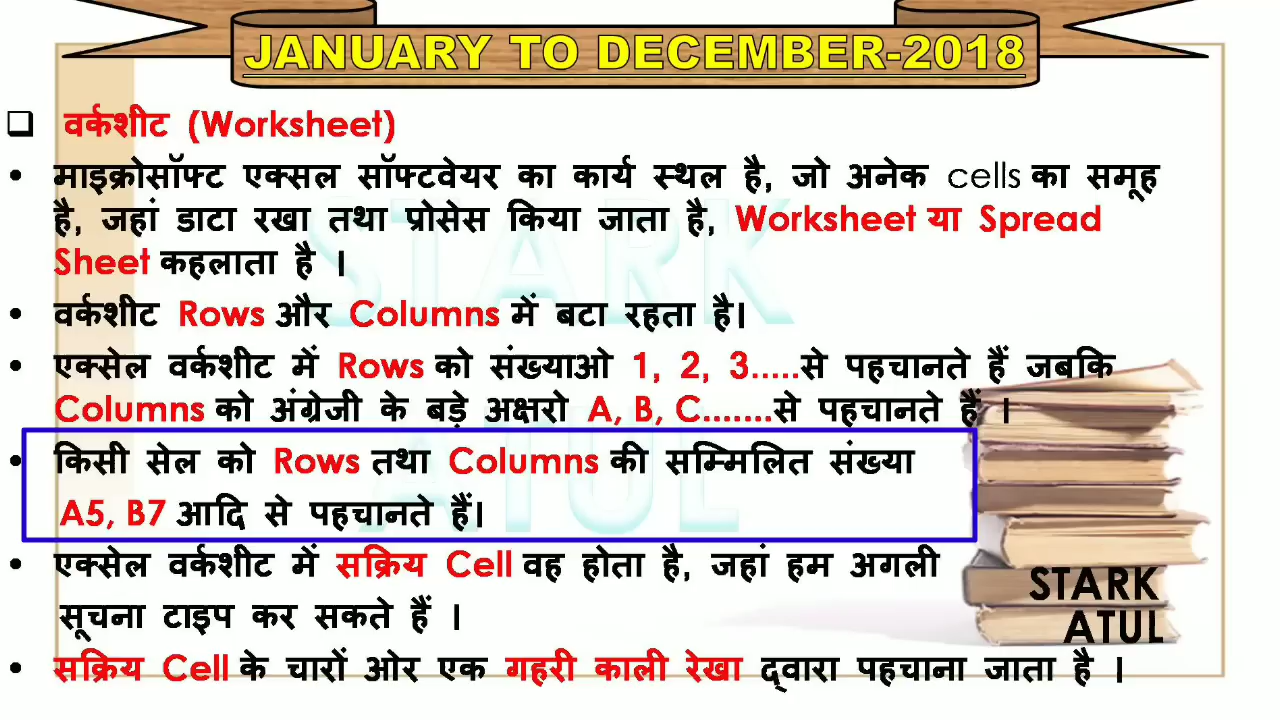 JANUARY TO DECEMBER-2018
❑ वर्कशीट (Worksheet)
• माइक्रोसॉफ्ट एक्सल सॉफ्टवेयर का कार्य स्थल है, जो अनेक cells का समूह
है, जहां डाटा रखा तथा प्रोसेस किया जाता है, Worksheet या Spread
Sheet कहलाता है ।
• वर्कशीट Rows और Columns में बटा रहता है।
• एक्सेल वर्कशीट में Rows को संख्याओ 1, 2, 3.....से पहचानते हैं जबकि
Columns को अंग्रेजी के बड़े अक्षरो A, B, C.......से पहचानते हैं ।
• किसी सेल को Rows तथा Columns की सम्मिलित संख्या
A5, B7 आदि से पहचानते हैं।
• एक्सेल वर्कशीट में सक्रिय Cell वह होता है, जहां हम अगली
सूचना टाइप कर सकते हैं ।
• सक्रिय Cell के चारों ओर एक गहरी काली रेखा द्वारा पहचाना जाता है ।
STARK
ATUL
STARK
ATUL